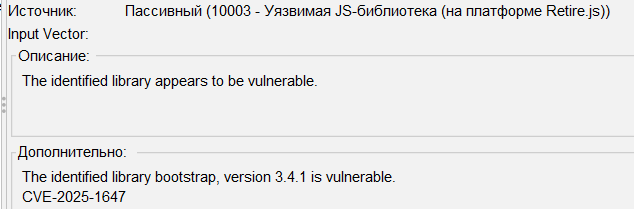 Источник: Пассивный (10003 - Уязвимая JS-библиотека (на платформе Retire.js))
Input Vector:
Описание:
The identified library appears to be vulnerable.
Дополнительно:
The identified library bootstrap, version 3.4.1 is vulnerable.
CVE-2025-1647